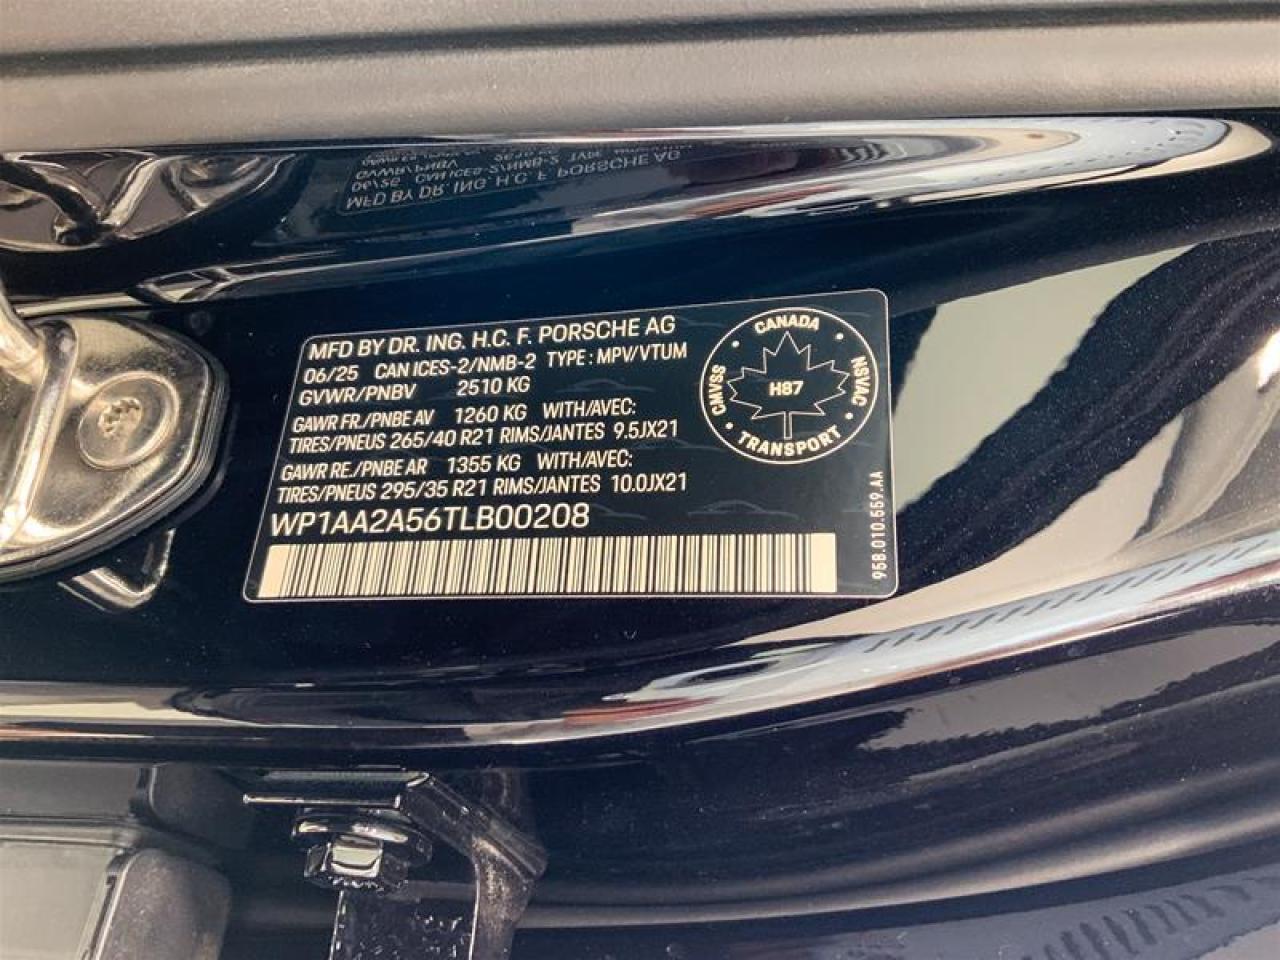 MFD BY DR. ING. H.C. F. PORSCHE AG
06/25 CAN ICES-2/NMB-2 TYPE : MPV/VTUM
GVWR/PNBV 2510 KG
GAWR FR./PNBE AV 1260 KG WITH/AVEC:
TIRES/PNEUS 265/40 R21 RIMS/JANTES 9.5JX21
GAWR RE./PNBE AR 1355 KG WITH/AVEC:
TIRES/PNEUS 295/35 R21 RIMS/JANTES 10.0JX21
WP1AA2A56TLB00208
CANADA
CMVSS
H87
NSVAC
TRANSPORT
95B.010.559.AA